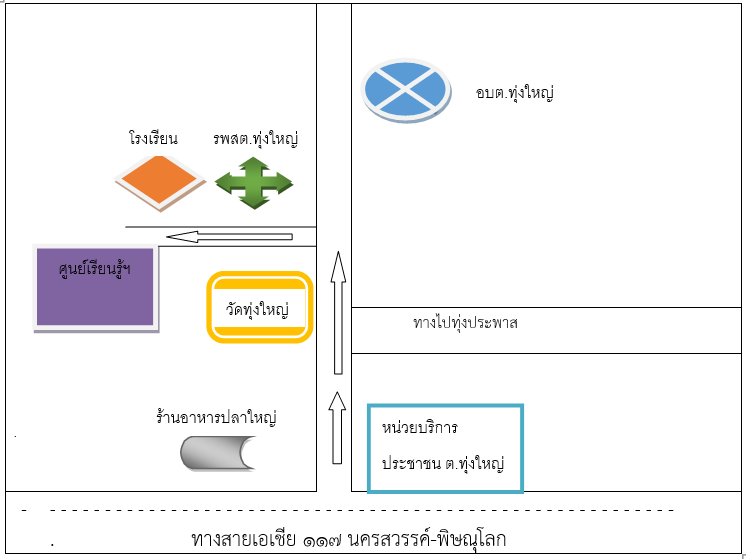 อบต.ทุ่งใหญ่
โรงเรียน
รพสต.ทุ่งใหญ่
ศูนย์เรียนรู้ฯ
วัดทุ่งใหญ่
ทางไปทุ่งประพาส
ร้านอาหารปลาใหญ่
หน่วยบริการ
ประชาชน ต.ทุ่งใหญ่
ทางสายเอเซีย ๑๑๗ นครสวรรค์-พิษณุโลก